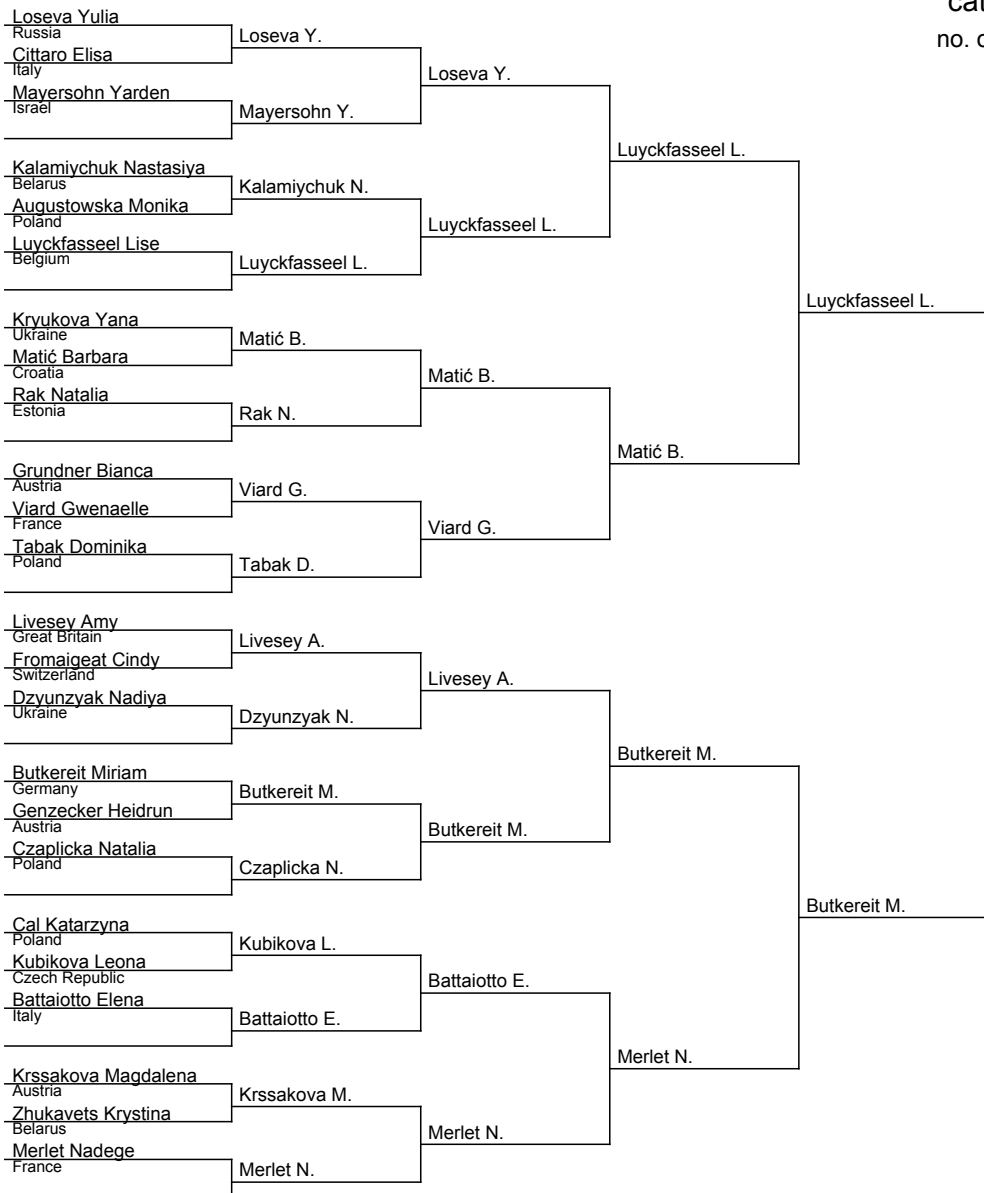 cat
no. o
Loseva Yulia
Russia
Cittaro Elisa
Italy
Mayersohn Yarden
Israel
Kalamiychuk Nastasiya
Belarus
Augustowska Monika
Poland
Luyckfasseel Lise
Belgium
Kryukova Yana
Ukraine
Matić Barbara
Croatia
Rak Natalia
Estonia
Grundner Bianca
Austria
Viard Gwenaelle
France
Tabak Dominika
Poland
Livesey Amy
Great Britain
Fromaigeat Cindy
Switzerland
Dzyunzyak Nadiya
Ukraine
Butkereit Miriam
Germany
Genzecker Heidrun
Austria
Czaplicka Natalia
Poland
Cal Katarzyna
Poland
Kubikova Leona
Czech Republic
Battaiotto Elena
Italy
Krssakova Magdalena
Austria
Zhukavets Krystina
Belarus
Merlet Nadege
France
Loseva Y.
Mayersohn Y.
Kalamiychuk N.
Luyckfasseel L.
Matić B.
Rak N.
Viard G.
Tabak D.
Livesey A.
Dzyunzyak N.
Butkereit M.
Czaplicka N.
Kubikova L.
Battaiotto E.
Krssakova M.
Merlet N.
Loseva Y.
Luyckfasseel L.
Matić B.
Viard G.
Livesey A.
Butkereit M.
Battaiotto E.
Merlet N.
Luyckfasseel L.
Matić B.
Butkereit M.
Merlet N.
Luyckfasseel L.
Butkereit M.